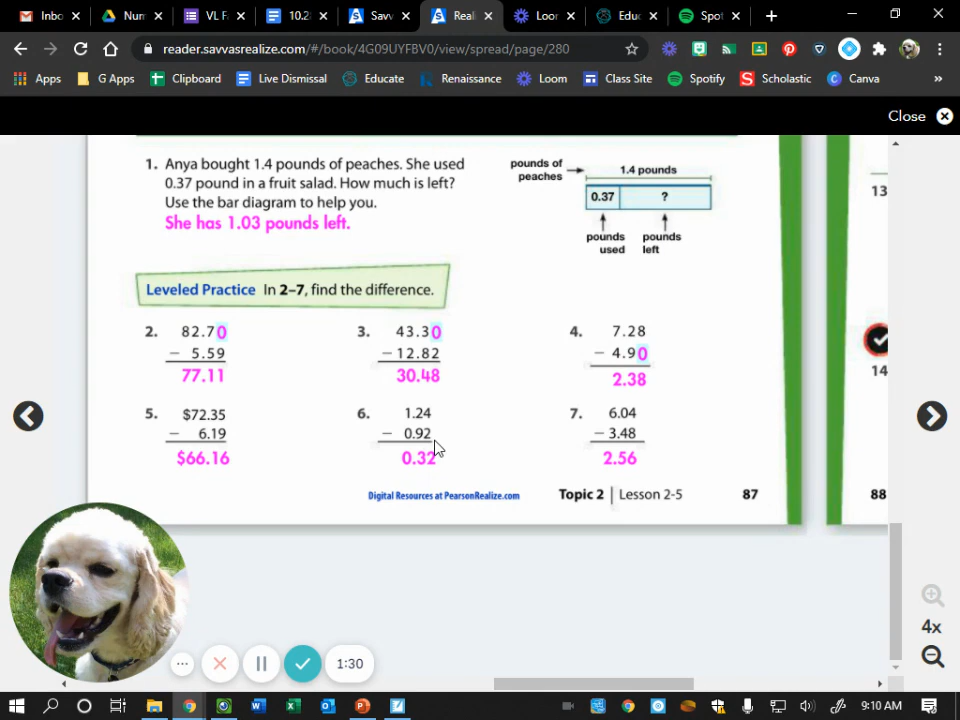 Inbo
Num
VL F
10.2
Savv
Real
Loor
Educ
Spot
reader.savvasrealize.com/#/book/4G09UYFBV0/view/spread/page/280
Apps
G Apps
Clipboard
Live Dismissal
Educate
Renaissance
Loom
Class Site
Spotify
Scholastic
Canva
»
Close
1. Anya bought 1.4 pounds of peaches. She used
0.37 pound in a fruit salad. How much is left?
Use the bar diagram to help you.
She has 1.03 pounds left.
pounds of
peaches
1.4 pounds
0.37
?
pounds
used
pounds
left
13
Leveled Practice In 2–7, find the difference.
2. 82.70
− 5.59
77.11
3. 43.30
−12.82
30.48
4. 7.28
− 4.90
2.38
14
5. $72.35
− 6.19
$66.16
6. 1.24
− 0.92
0.32
7. 6.04
− 3.48
2.56
Digital Resources at PearsonRealize.com
Topic 2 | Lesson 2-5
87
88
4x
1:30
9:10 AM